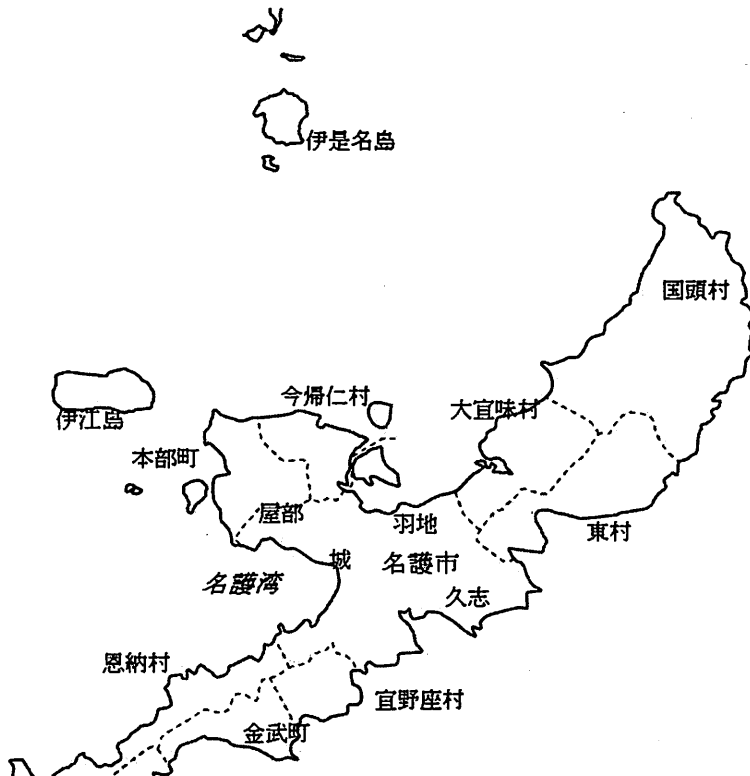 伊是名島
国頭村
今帰仁村
大宜味村
伊江島
本部町
屋部
羽地
東村
城
名護市
名護湾
久志
恩納村
宜野座村
金武町